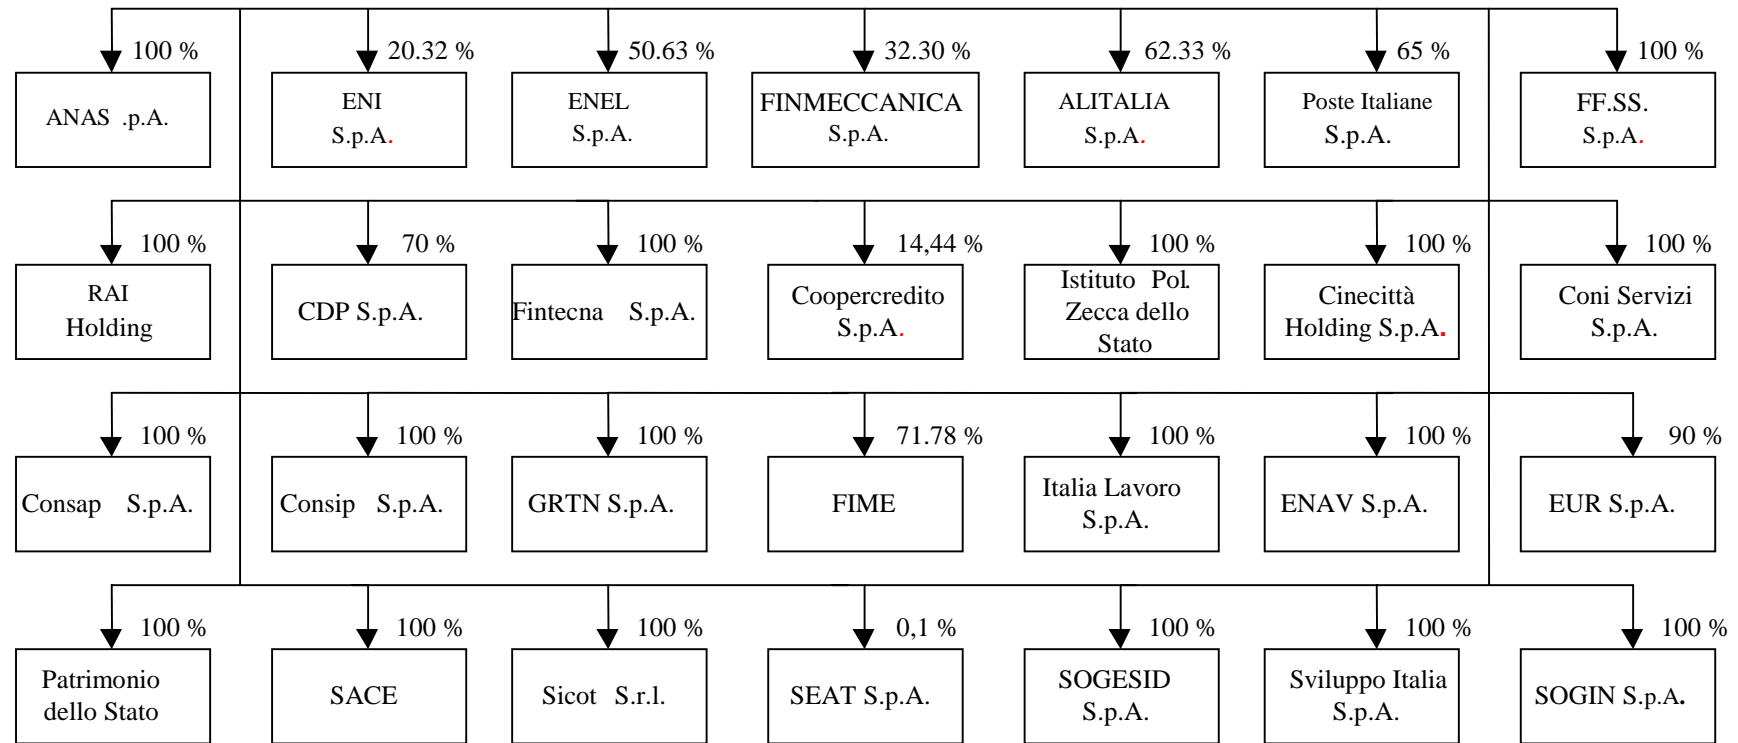 100 %
20.32 %
50.63 %
32.30 %
62.33 %
65 %
100 %
ANAS .p.A.
ENI
S.p.A.
ENEL
S.p.A.
FINMECCANICA
S.p.A.
ALITALIA
S.p.A.
Poste Italiane
S.p.A.
FF.SS.
S.p.A.
100 %
70 %
100 %
14,44 %
100 %
100 %
100 %
RAI
Holding
CDP S.p.A.
Fintecna S.p.A.
Coopercredito
S.p.A.
Istituto Pol.
Zecca dello
Stato
Cinecittà
Holding S.p.A.
Coni Servizi
S.p.A.
100 %
100 %
100 %
71.78 %
100 %
100 %
90 %
Consap S.p.A.
Consip S.p.A.
GRTN S.p.A.
FIME
Italia Lavoro
S.p.A.
ENAV S.p.A.
EUR S.p.A.
100 %
100 %
100 %
0,1 %
100 %
100 %
100 %
Patrimonio
dello Stato
SACE
Sicot S.r.l.
SEAT S.p.A.
SOGESID
S.p.A.
Sviluppo Italia
S.p.A.
SOGIN S.p.A.